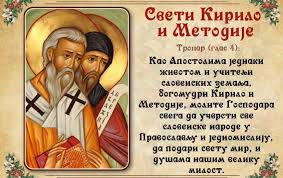 Свети Кирило
и Методије
Тропар (глас 4):
Као Апостолима једнаки
животом и учитељи
словенских земаља,
богомудри Кирило и
Методије, молите Господара
свега да учврсти све
словенске народе у
Православљу и једномислију,
да подари свету мир, и
душама нашим велику
милост.